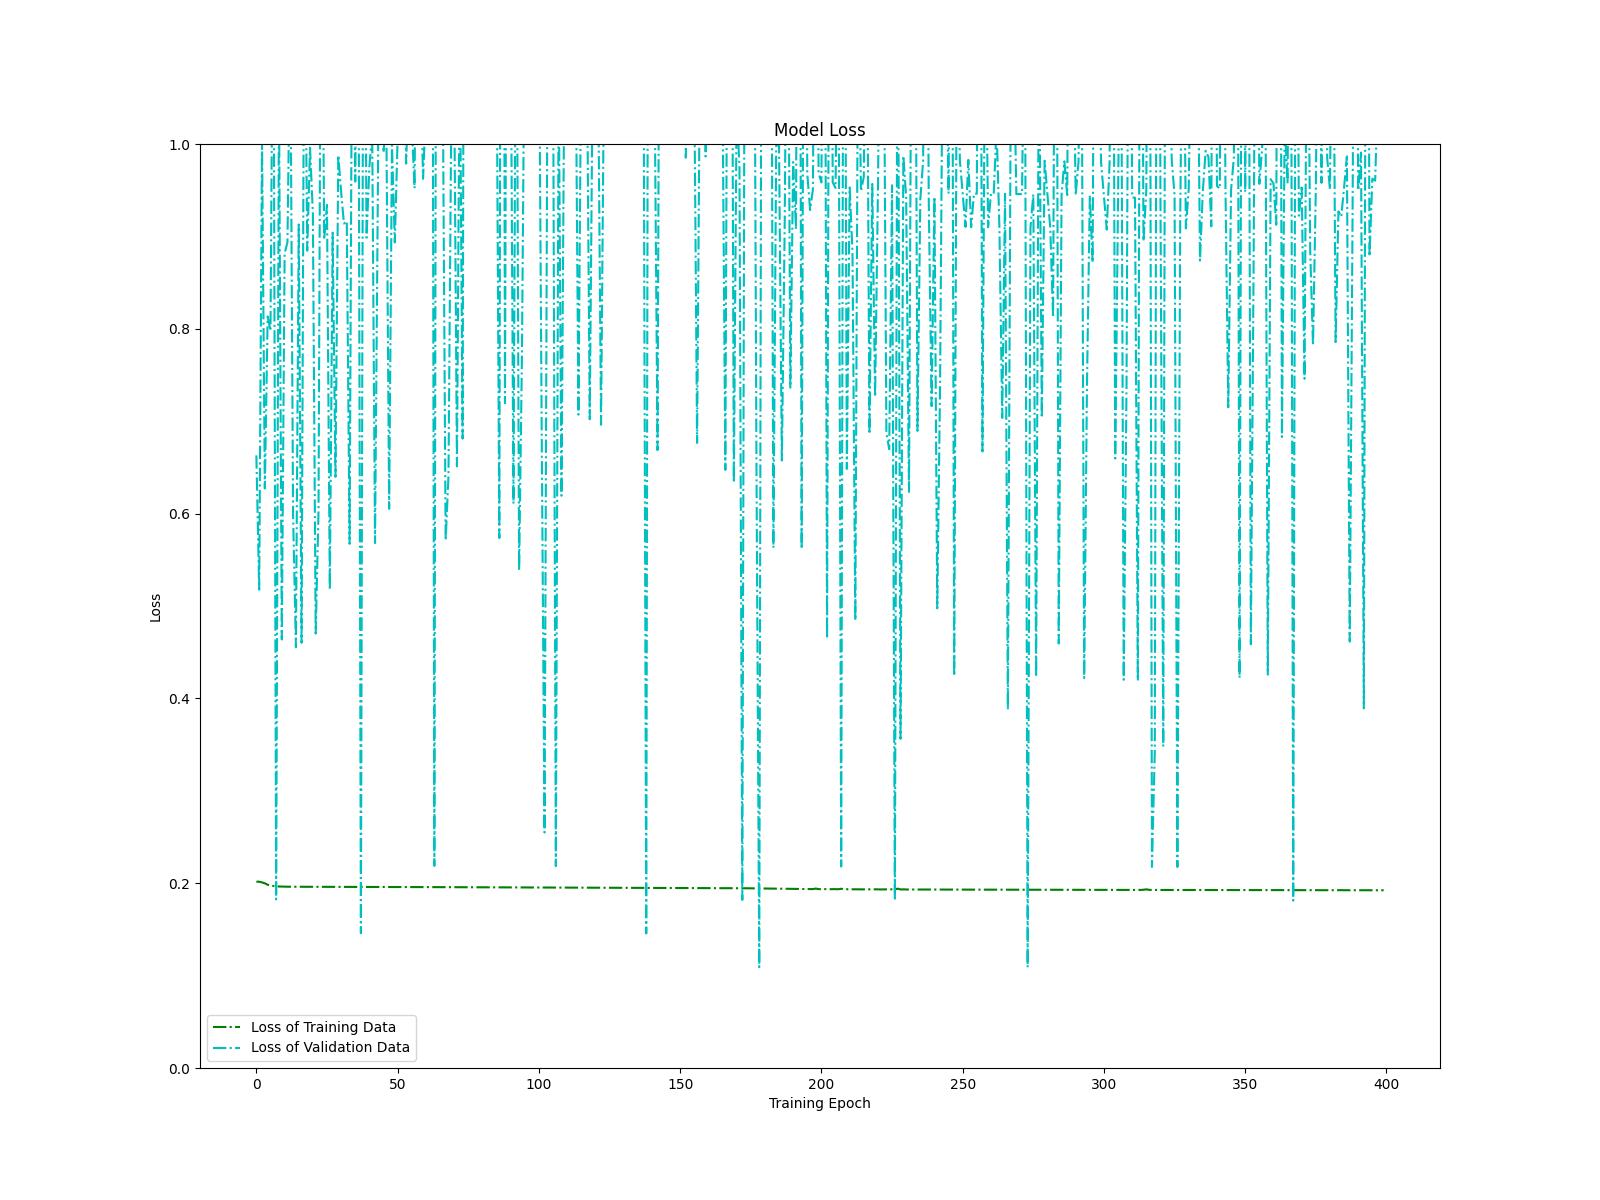 Model Loss
1.0
0.8
0.6
Loss
0.4
0.2
0.0
Loss of Training Data
Loss of Validation Data
0 50 100 150 200 250 300 350 400
Training Epoch